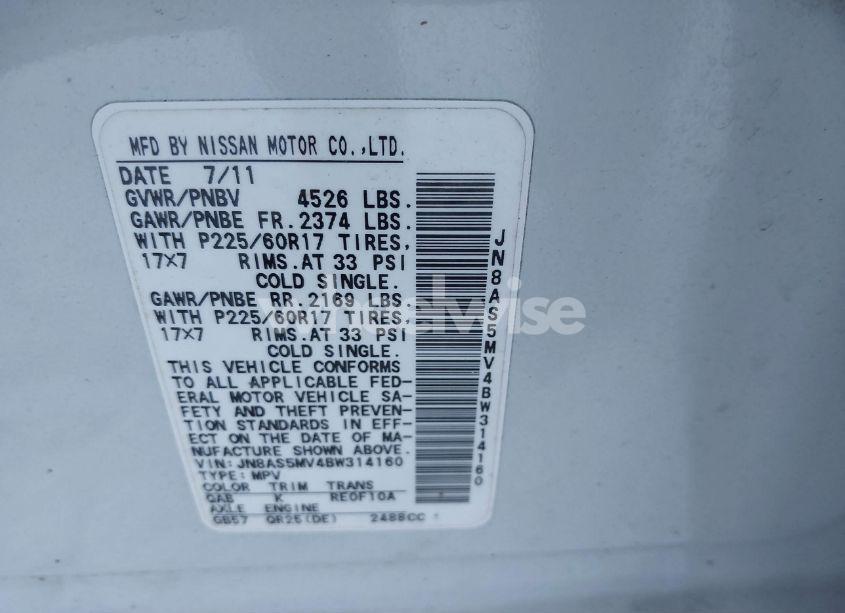 MFD BY NISSAN MOTOR CO.,LTD.
DATE 7/11
GVWR/PNBV 4526 LBS.
GAWR/PNBE FR. 2374 LBS.
WITH P225/60R17 TIRES,
17X7 RIMS.AT 33 PSI
COLD SINGLE.
GAWR/PNBE RR. 2169 LBS.
WITH P225/60R17 TIRES,
17X7 RIMS.AT 33 PSI
COLD SINGLE.
THIS VEHICLE CONFORMS
TO ALL APPLICABLE FED-
ERAL MOTOR VEHICLE SA-
FETY AND THEFT PREVEN-
TION STANDARDS IN EFF-
ECT ON THE DATE OF MA-
NUFACTURE SHOWN ABOVE.
VIN: JN8AS5MV4BW314160
TYPE: MPV
COLOR TRIM TRANS
QAB K RE0F10A
AXLE ENGINE
GB57 QR25(DE) 2488CC
JN8AS5MV4BW314160
wheelwise